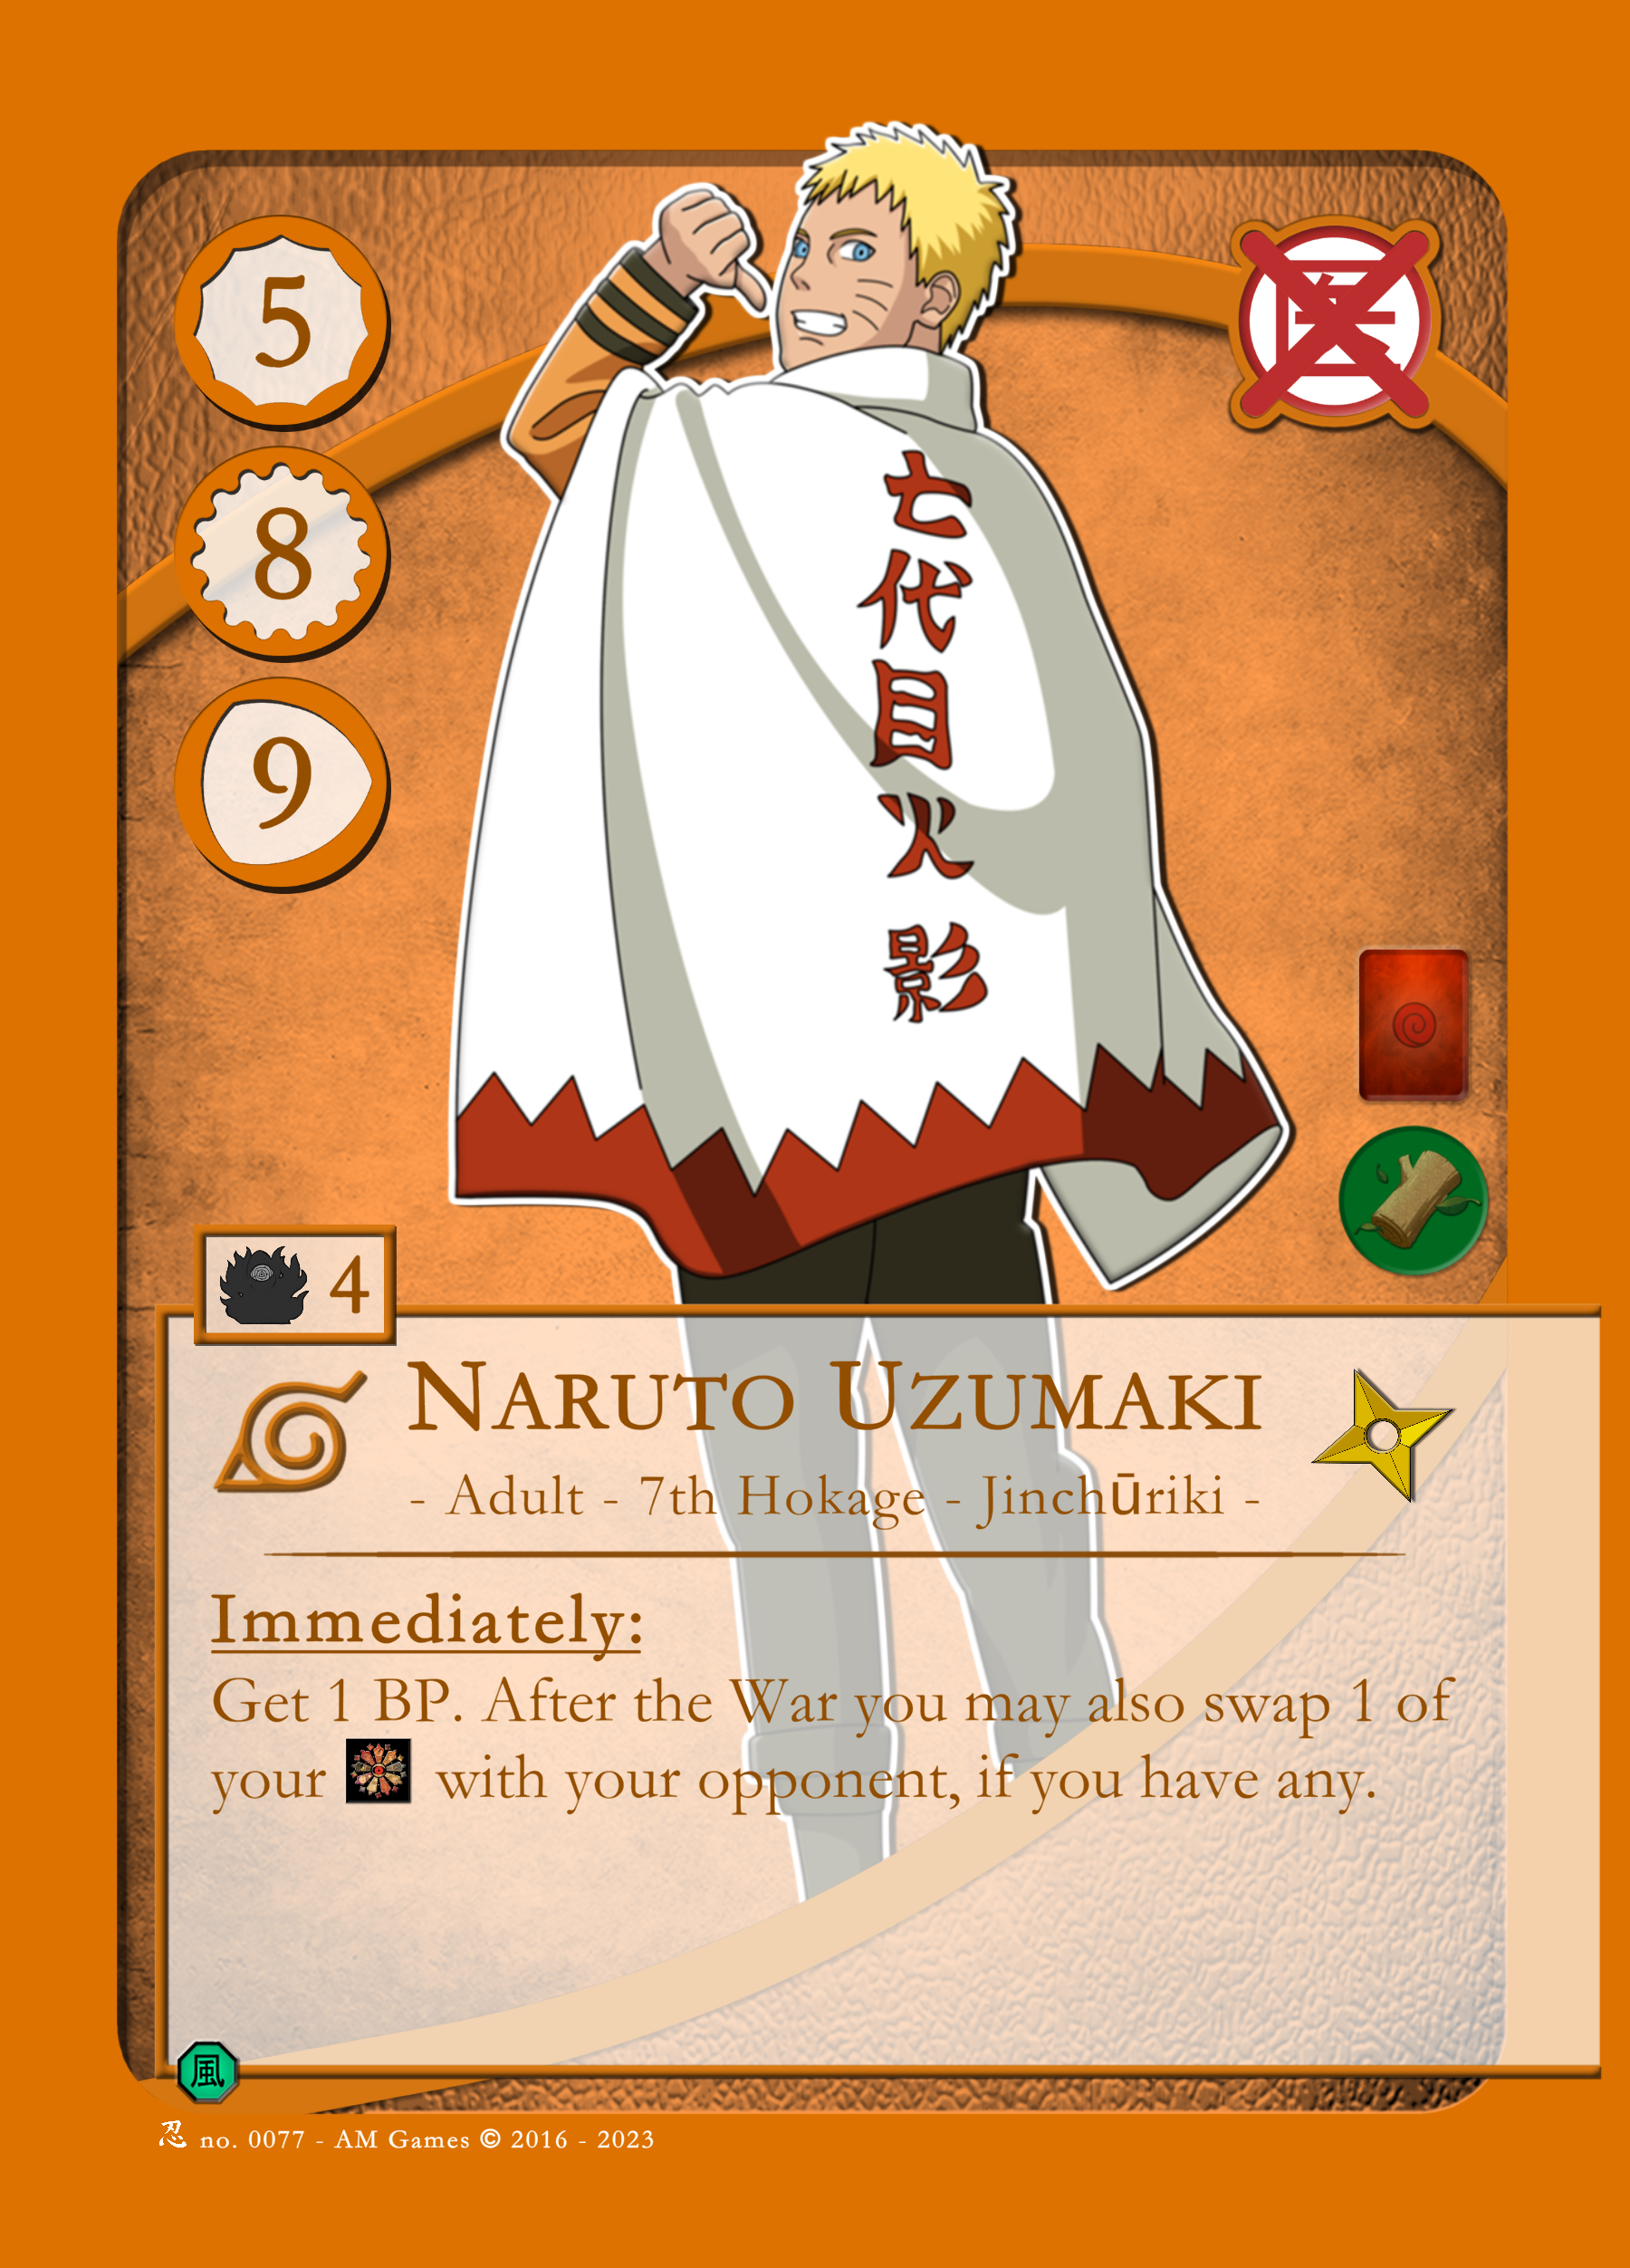 5
8
9
医
七代目火影
4
NARUTO UZUMAKI
- Adult - 7th Hokage - Jinchūriki -
Immediately:
Get 1 BP. After the War you may also swap 1 of
your with your opponent, if you have any.
風
忍 no. 0077 - AM Games © 2016 - 2023